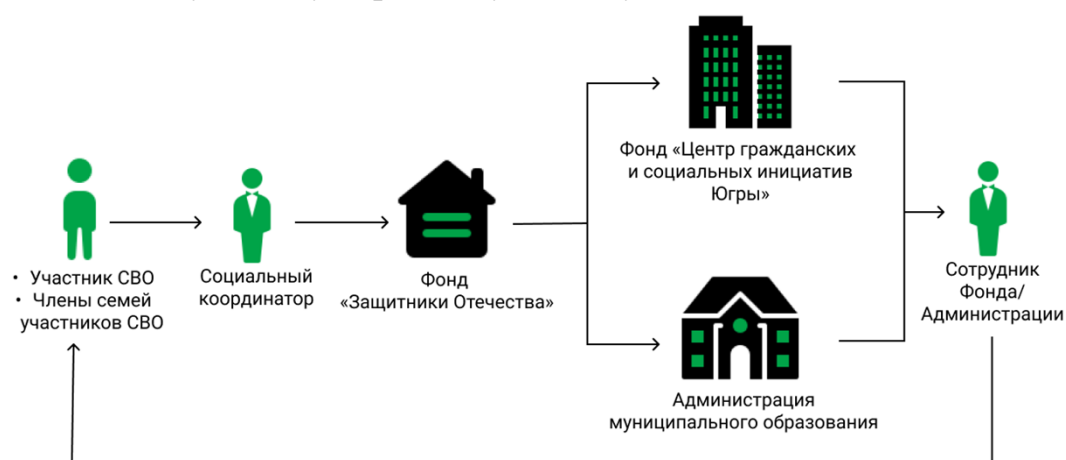 • Участник СВО
• Члены семей
участников СВО
Социальный
координатор
Фонд
«Защитники Отечества»
Фонд «Центр гражданских
и социальных инициатив
Югры»
Администрация
муниципального образования
Сотрудник
Фонда/
Администрации